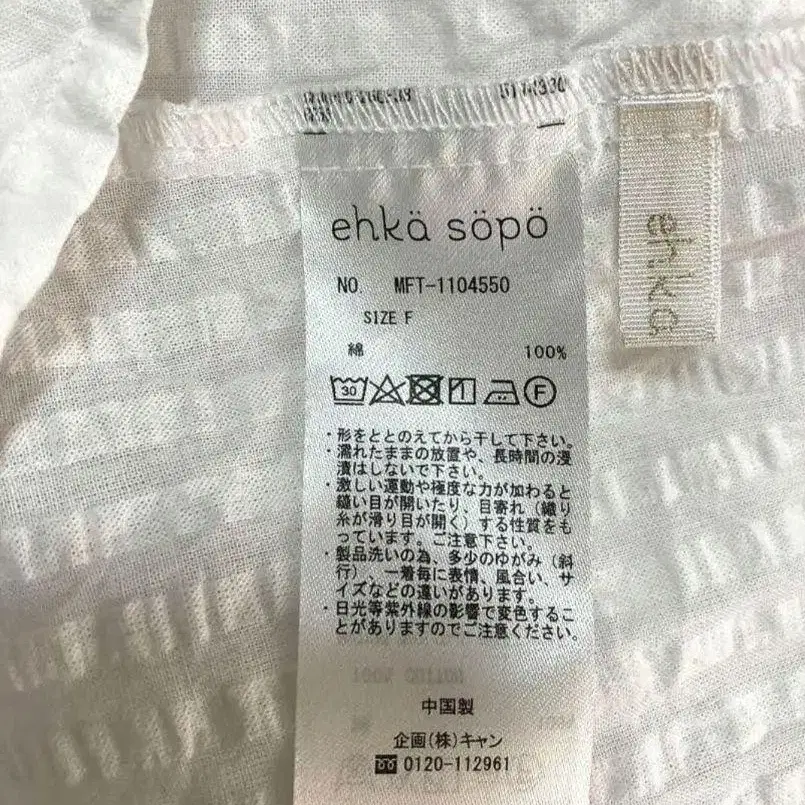 ehkä söpö
NO. MFT-1104550
SIZE F
綿 100%
30
F
・形をととのえてから干して下さい。
・濡れたままの放置や、長時間の浸
漬はしないで下さい。
・激しい運動や極度な力が加わると
縫い目が開いたり、目寄れ（織り
糸が滑り目が開く）する性質をも
っています。ご注意下さい。
・製品洗いの為、多少のゆがみ（斜
行）、一着毎に表情、風合い、サ
イズなどの違いがあります。
・日光等紫外線の影響で変色するこ
とがありますのでご注意ください。
中国製
企画(株)キャン
0120-112961